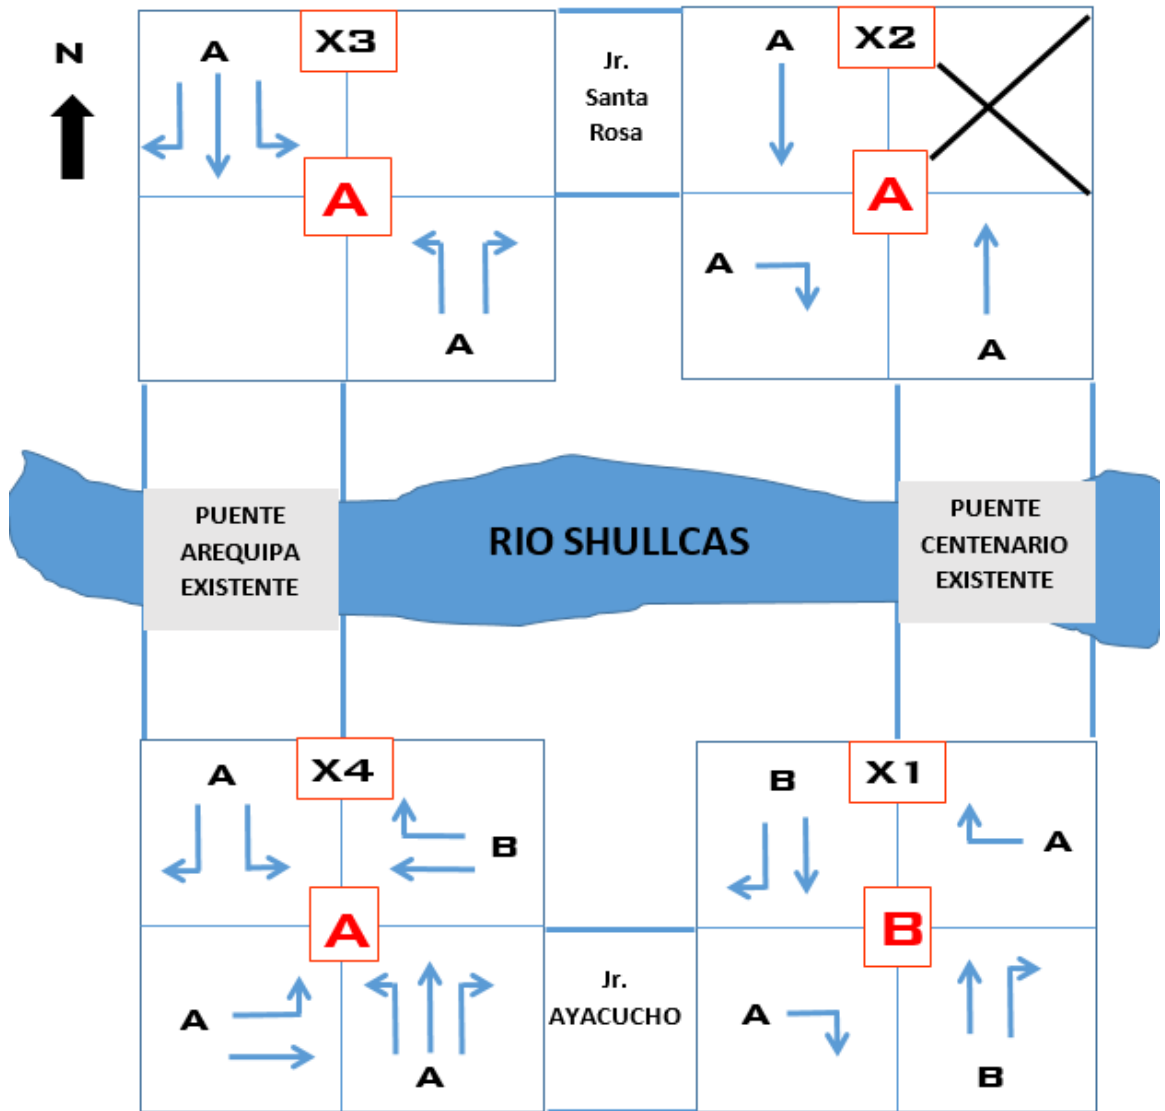 N
A
X3
A
A
Jr.
Santa
Rosa
A
X2
A
A
A
PUENTE
AREQUIPA
EXISTENTE
RIO SHULLCAS
PUENTE
CENTENARIO
EXISTENTE
A
X4
B
A
A
A
Jr.
AYACUCHO
B
X1
A
B
A
B